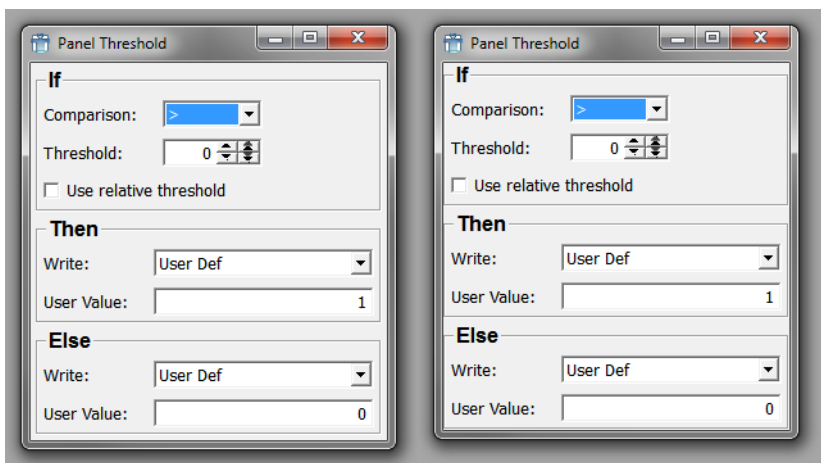 Panel Threshold
If
Comparison: >
Threshold: 0
Use relative threshold
Then
Write: User Def
User Value: 1
Else
Write: User Def
User Value: 0
Panel Threshold
If
Comparison: >
Threshold: 0
Use relative threshold
Then
Write: User Def
User Value: 1
Else
Write: User Def
User Value: 0